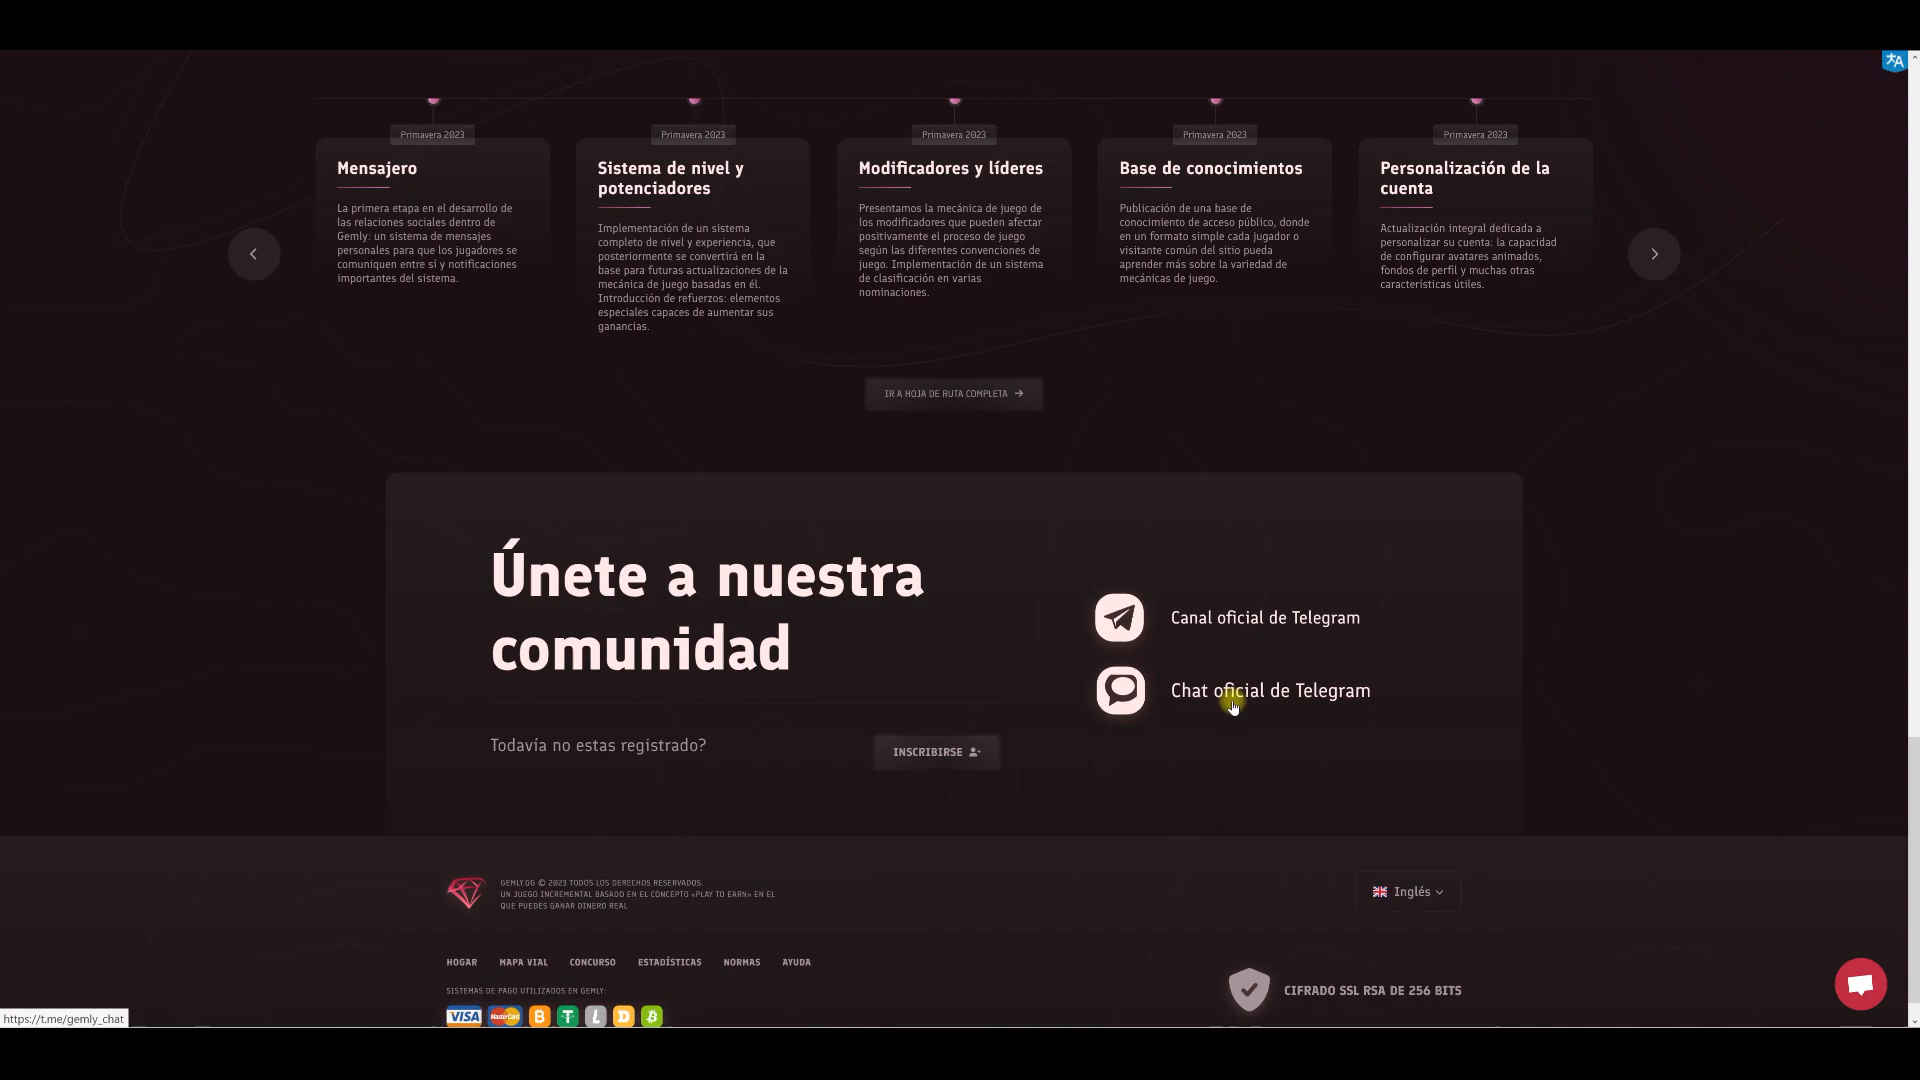 Primavera 2023
Mensajero
La primera etapa en el desarrollo de
las relaciones sociales dentro de
Gemly: un sistema de mensajes
personales para que los jugadores se
comuniquen entre sí y notificaciones
importantes del sistema.
Primavera 2023
Sistema de nivel y
potenciadores
Implementación de un sistema
completo de nivel y experiencia, que
posteriormente se convertirá en la
base para futuras actualizaciones de la
mecánica de juego basadas en él.
Introducción de refuerzos: elementos
especiales capaces de aumentar sus
ganancias.
Primavera 2023
Modificadores y líderes
Presentamos la mecánica de juego de
los modificadores que pueden afectar
positivamente el proceso de juego
según las diferentes convenciones de
juego. Implementación de un sistema
de clasificación en varias
nominaciones.
Primavera 2023
Base de conocimientos
Publicación de una base de
conocimiento de acceso público, donde
en un formato simple cada jugador o
visitante común del sitio pueda
aprender más sobre la variedad de
mecánicas de juego.
Primavera 2023
Personalización de la
cuenta
Actualización integral dedicada a
personalizar su cuenta: la capacidad
de configurar avatares animados,
fondos de perfil y muchas otras
características útiles.
IR A HOJA DE RUTA COMPLETA
Únete a nuestra
comunidad
Todavía no estas registrado?
INSCRIBIRSE
Canal oficial de Telegram
Chat oficial de Telegram
GEMLY.GG © 2023 TODOS LOS DERECHOS RESERVADOS.
UN JUEGO INCREMENTAL BASADO EN EL CONCEPTO «PLAY TO EARN» EN EL
QUE PUEDES GANAR DINERO REAL
Inglés
HOGAR MAPA VIAL CONCURSO ESTADÍSTICAS NORMAS AYUDA
SISTEMAS DE PAGO UTILIZADOS EN GEMLY:
VISA MasterCard
CIFRADO SSL RSA DE 256 BITS
https://t.me/gemly_chat